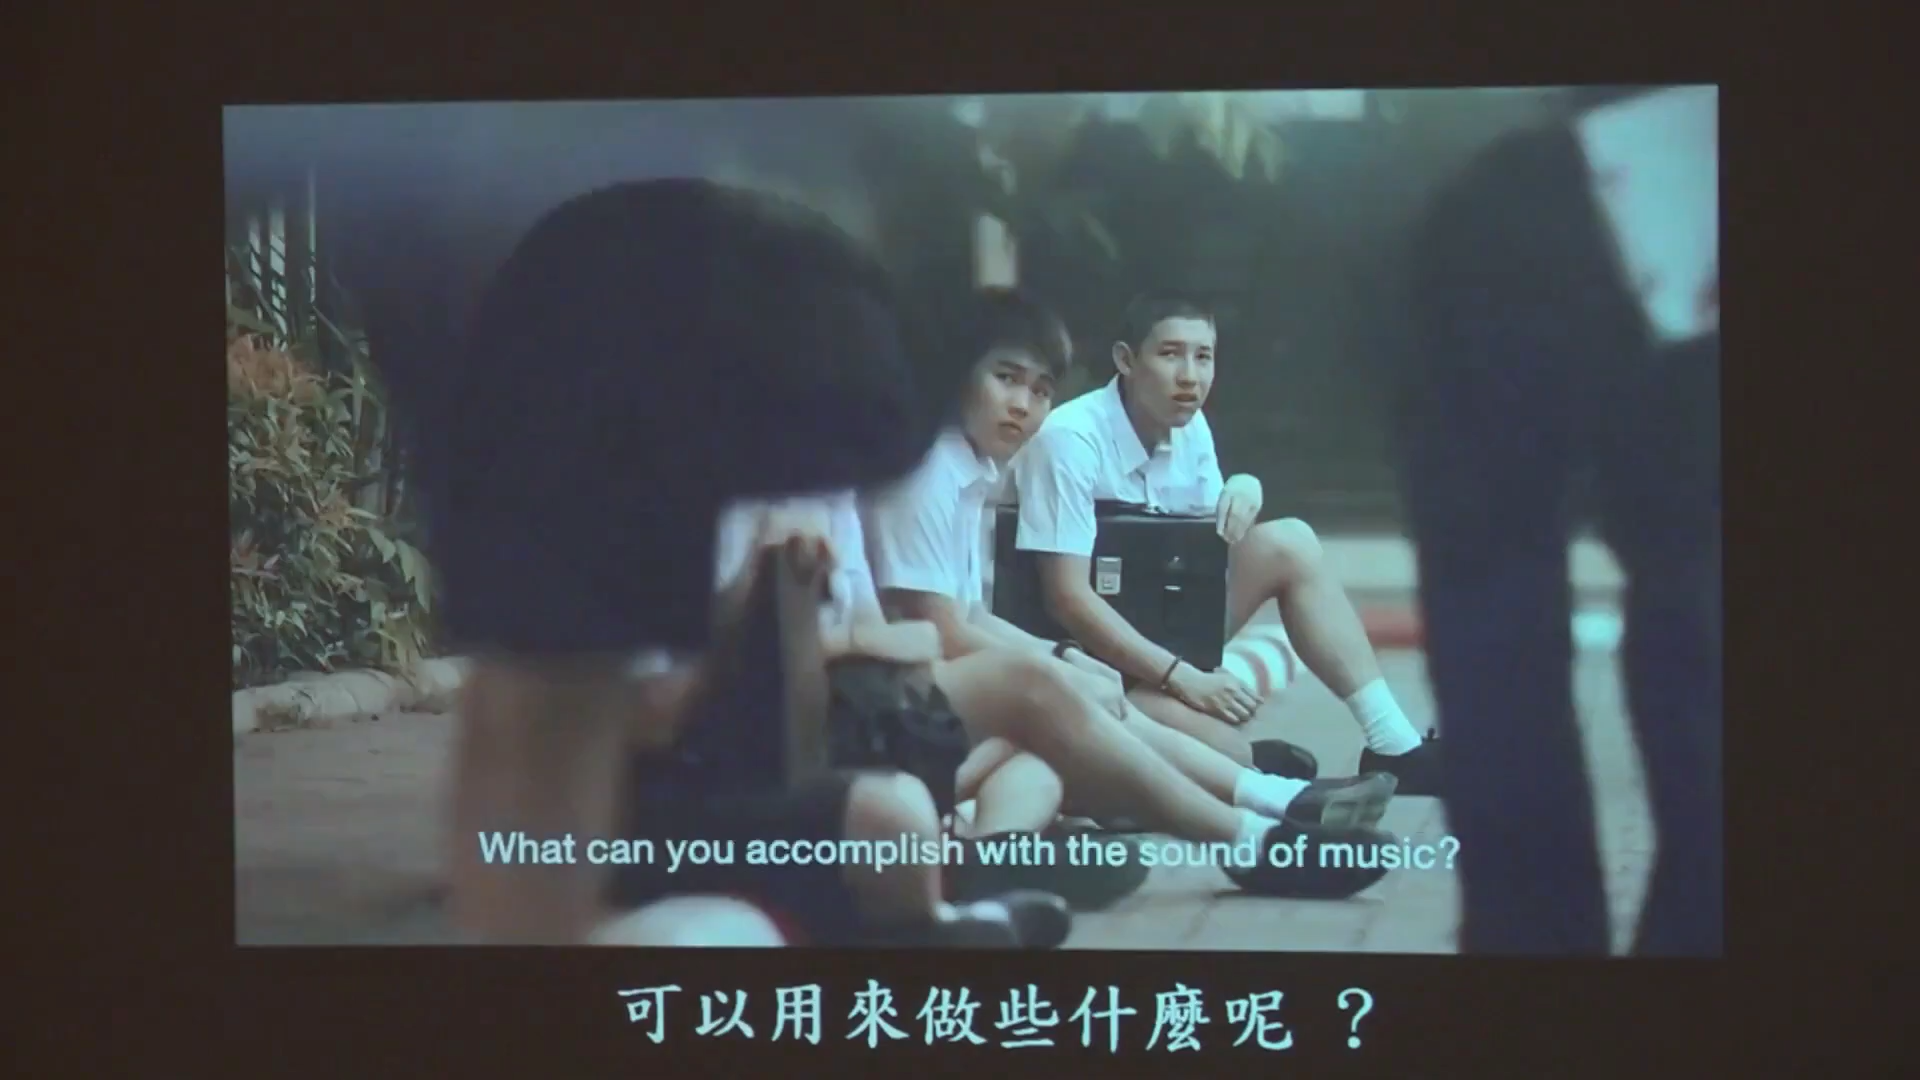 What can you accomplish with the sound of music?
可以用來做些什麼呢？